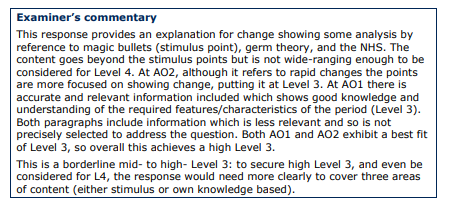 Examiner's commentary
This response provides an explanation for change showing some analysis by
reference to magic bullets (stimulus point), germ theory, and the NHS. The
content goes beyond the stimulus points but is not wide-ranging enough to be
considered for Level 4. At AO2, although it refers to rapid changes the points
are more focused on showing change, putting it at Level 3. At AO1 there is
accurate and relevant information included which shows good knowledge and
understanding of the required features/characteristics of the period (Level 3).
Both paragraphs include information which is less relevant and so is not
precisely selected to address the question. Both AO1 and AO2 exhibit a best fit
of Level 3, so overall this achieves a high Level 3.
This is a borderline mid- to high- Level 3: to secure high Level 3, and even be
considered for L4, the response would need more clearly to cover three areas
of content (either stimulus or own knowledge based).